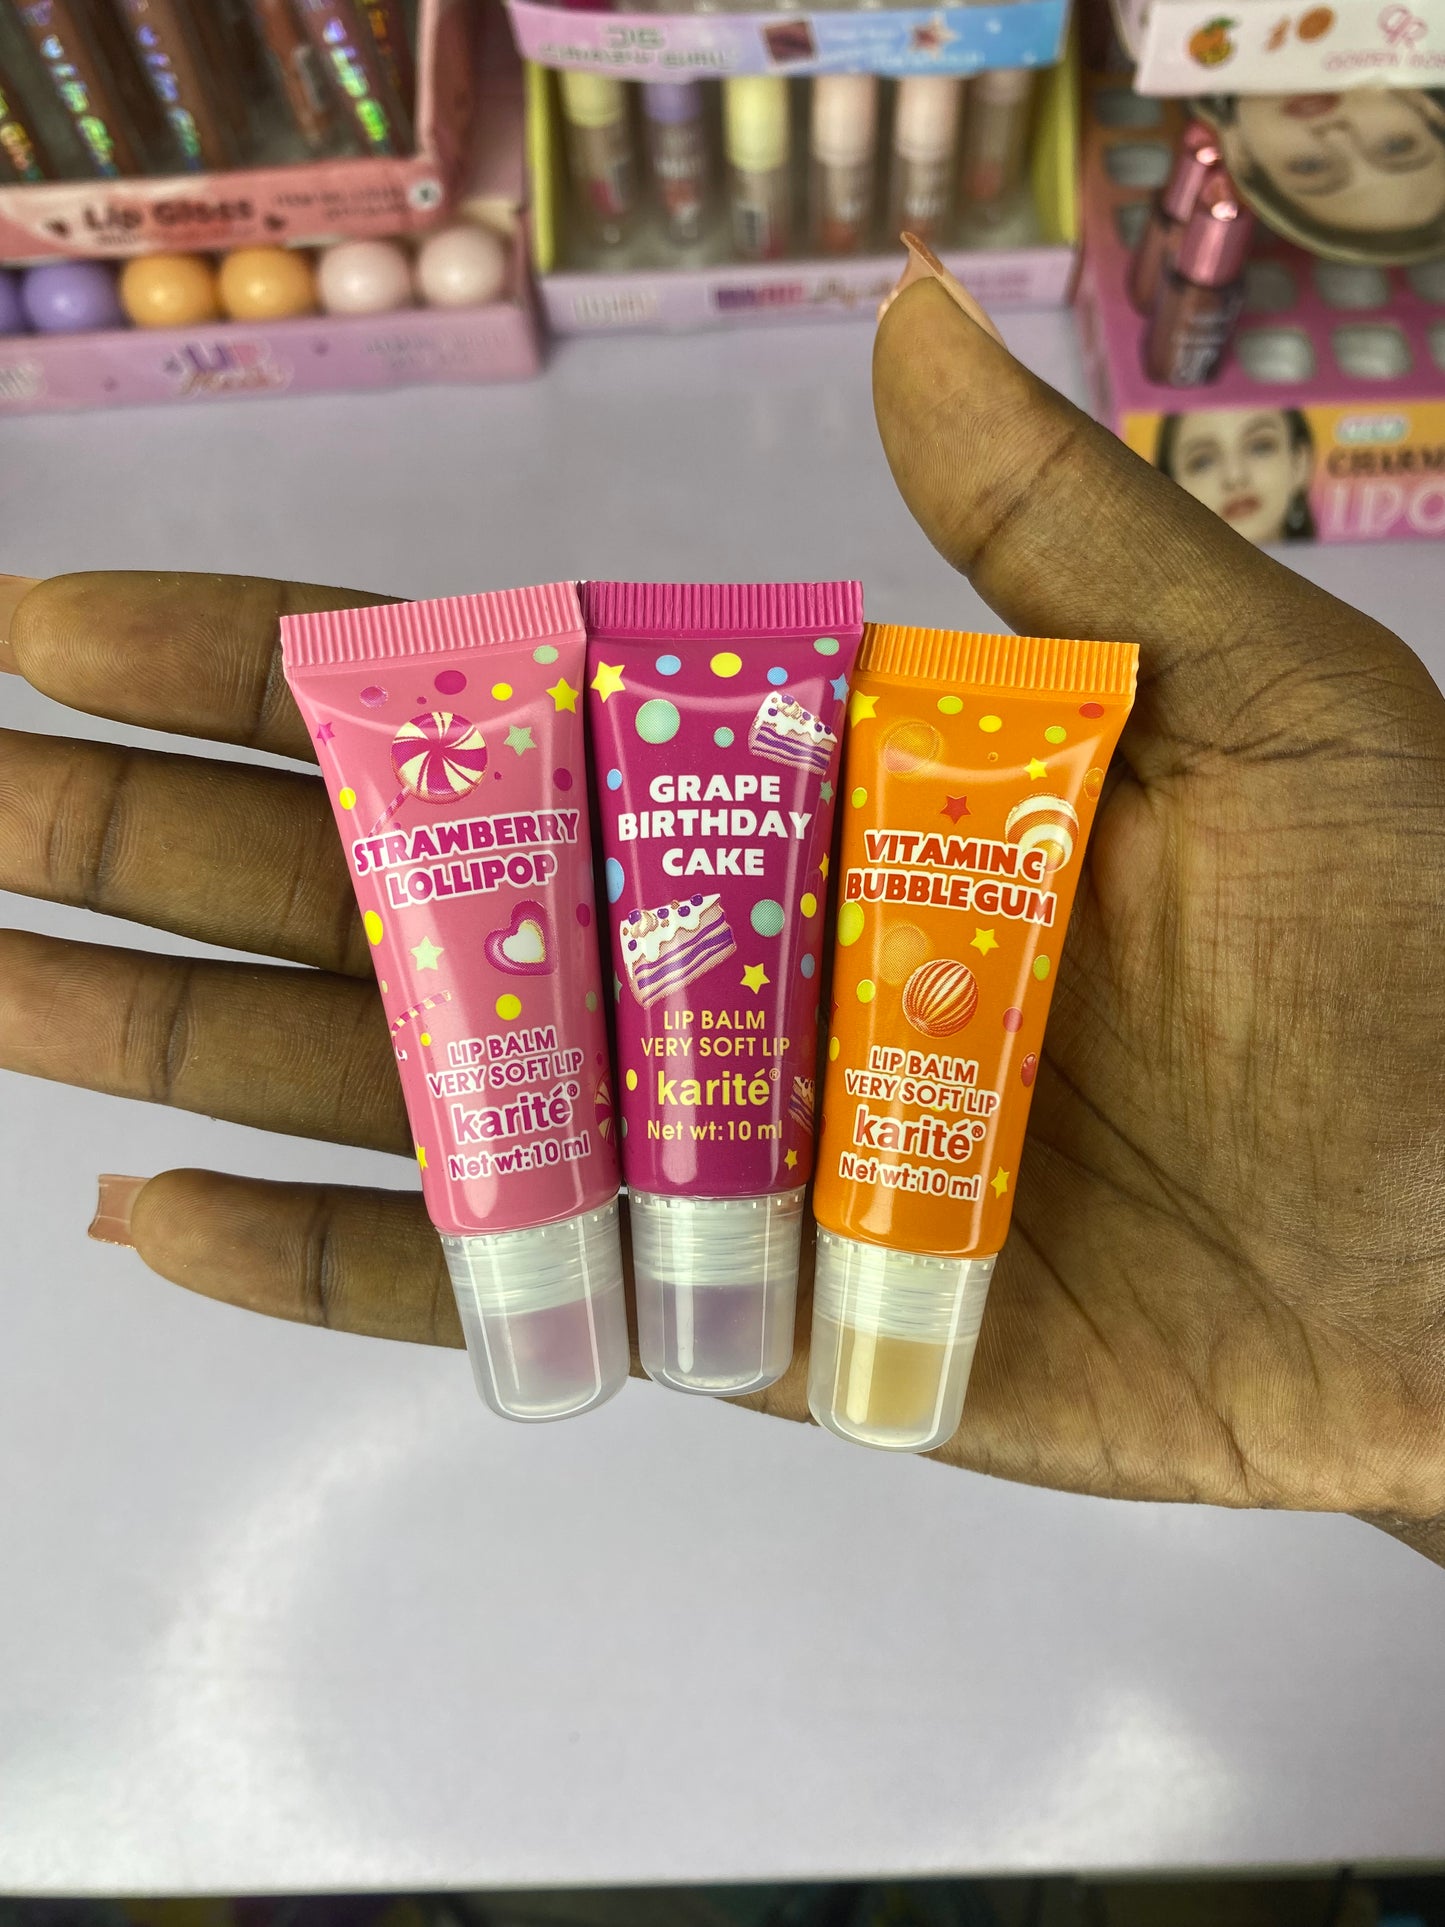 Lip Gloss
LIP
NEW
STRAWBERRY
LOLLIPOP
LIP BALM
VERY SOFT LIP
karité®
Net wt:10 ml
GRAPE
BIRTHDAY
CAKE
LIP BALM
VERY SOFT LIP
karité®
Net wt:10 ml
VITAMIN C
BUBBLE GUM
LIP BALM
VERY SOFT LIP
karité®
Net wt:10 ml